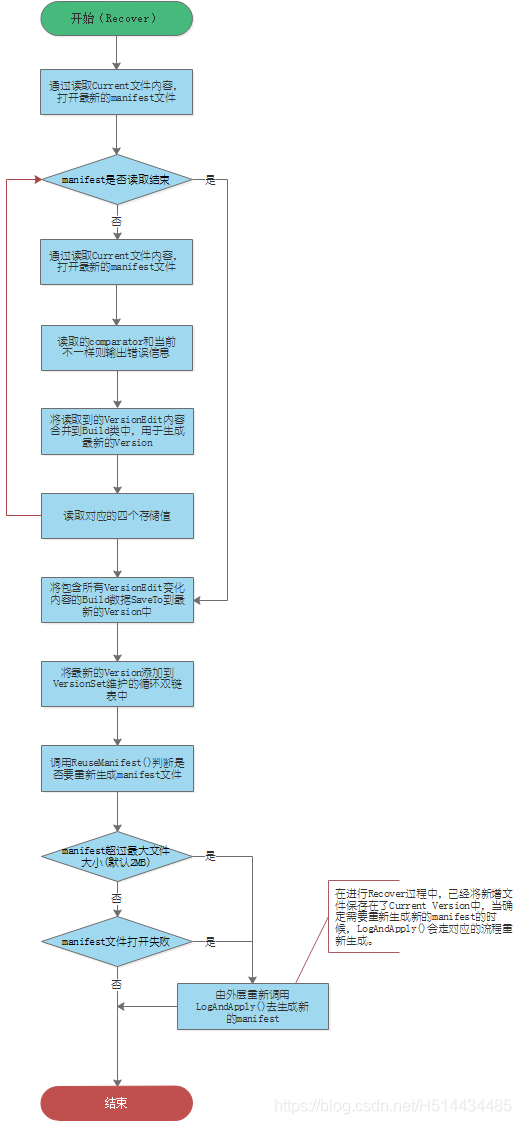 开始（Recover）
通过读取Current文件内容，
打开最新的manifest文件
manifest是否读取结束
是
否
通过读取Current文件内容，
打开最新的manifest文件
读取的comparator和当前
不一样则输出错误信息
将读取到的VersionEdit内容
合并到Build类中，用于生成
最新的Version
读取对应的四个存储值
将包含所有VersionEdit变化
内容的Build数据SaveTo到最
新的Version中
将最新的Version添加到
VersionSet维护的循环双链
表中
调用ReuseManifest()判断是
否要重新生成manifest文件
manifest超过最大文件
大小(默认2MB)
是
否
manifest文件打开失败
是
否
在进行Recover过程中，已经将新增文
件保存在了Current Version中，当确
定需要重新生成新的manifest的时
候，LogAndApply()会走对应的流程重
新生成。
由外层重新调用
LogAndApply()去生成新
的manifest
结束
https://blog.csdn.net/H514434485